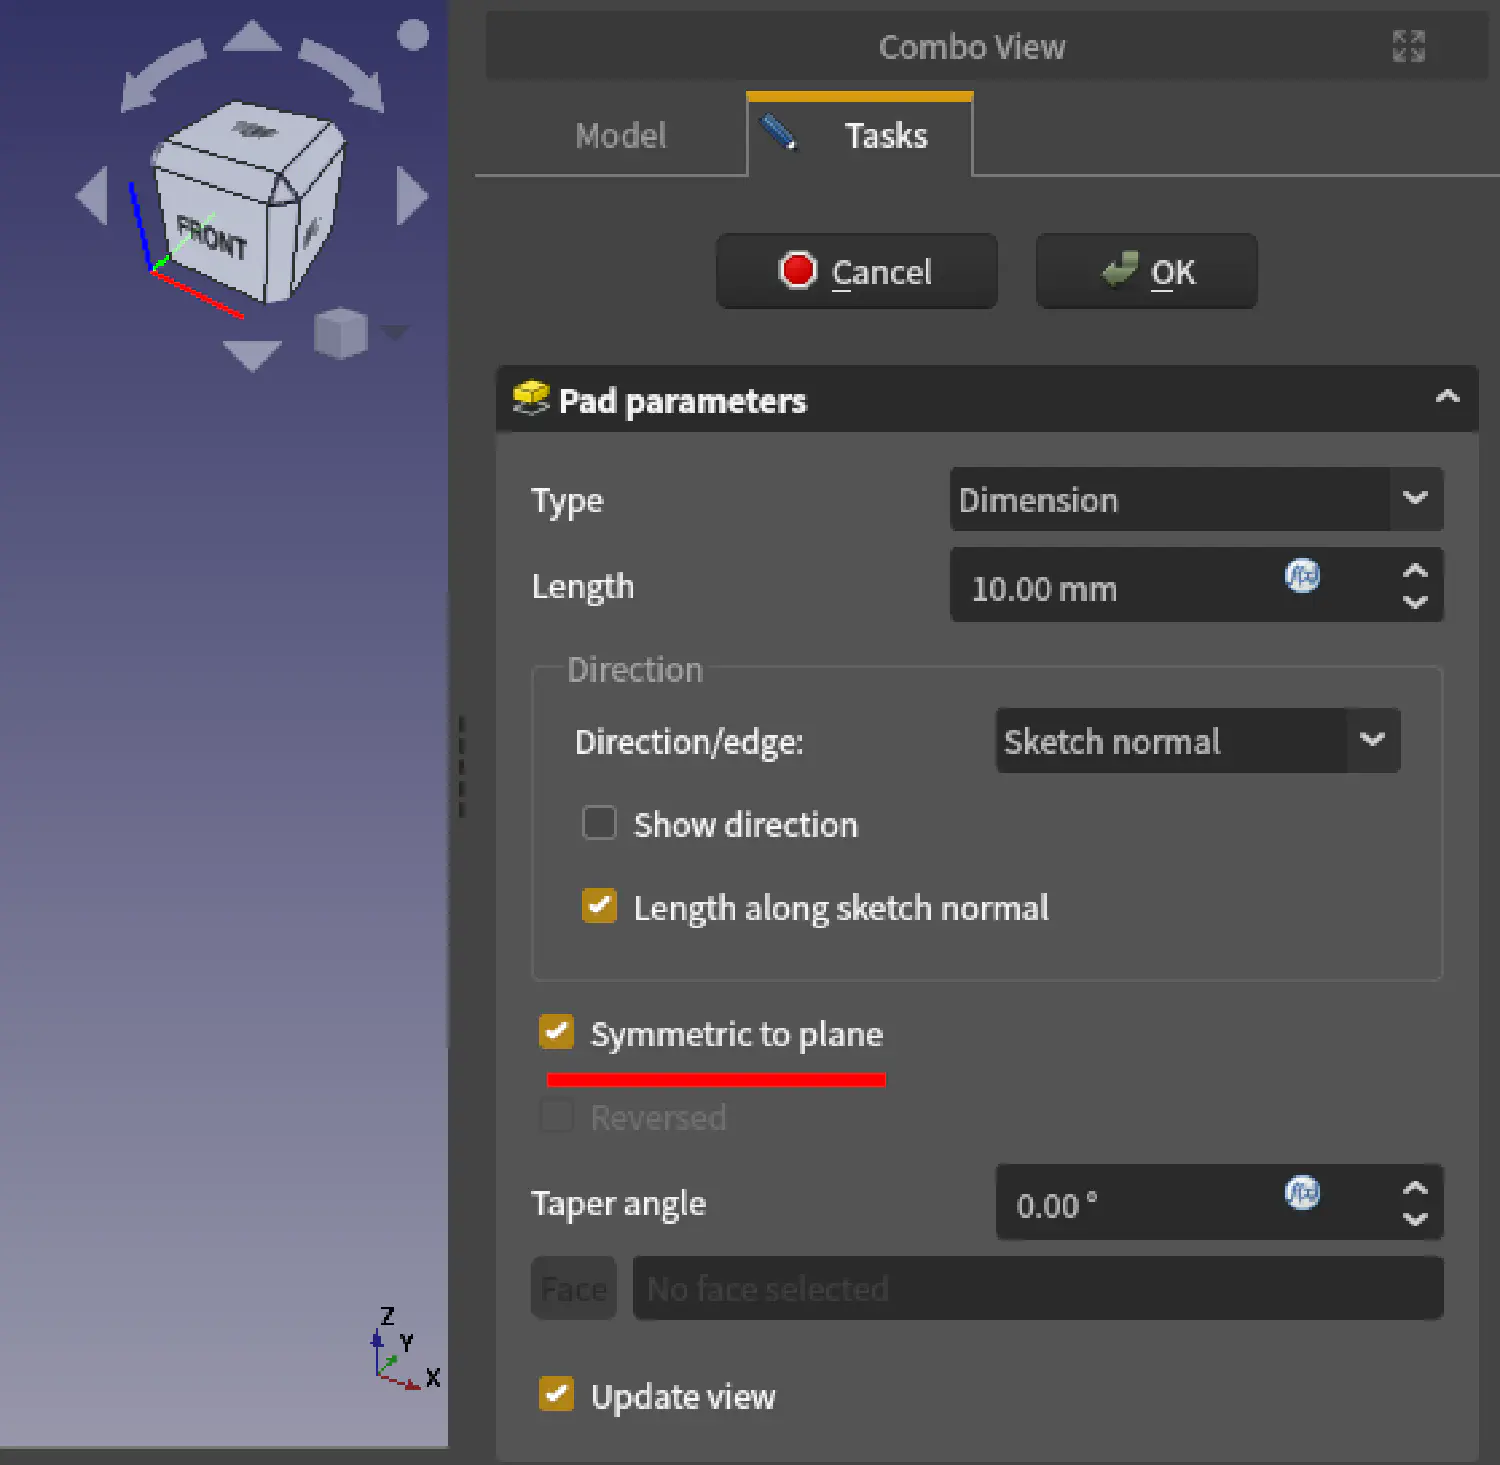 FRONT
Z
Y
X
Combo View
Model
Tasks
Cancel
OK
Pad parameters
Type
Dimension
Length
10.00 mm
Direction
Direction/edge:
Sketch normal
Show direction
Length along sketch normal
Symmetric to plane
Reversed
Taper angle
0.00 °
Face
No face selected
Update view